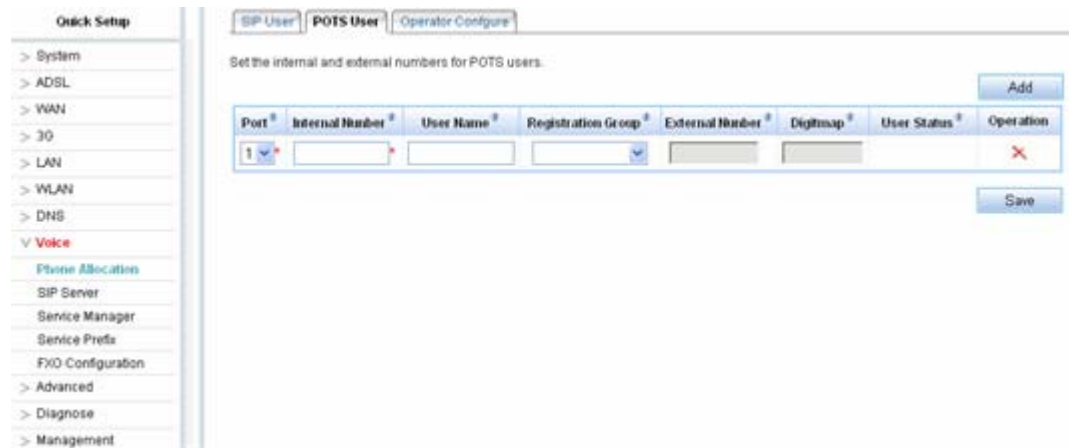 Quick Setup
> System
> ADSL
> WAN
> 3G
> LAN
> WLAN
> DNS
∨ Voice
Phone Allocation
SIP Server
Service Manager
Service Prefix
FXO Configuration
> Advanced
> Diagnose
> Management
SIP User POTS User Operator Configure
Set the internal and external numbers for POTS users.
Add
Port Internal Number User Name Registration Group External Number Digitmap User Status Operation
1 * *
Save